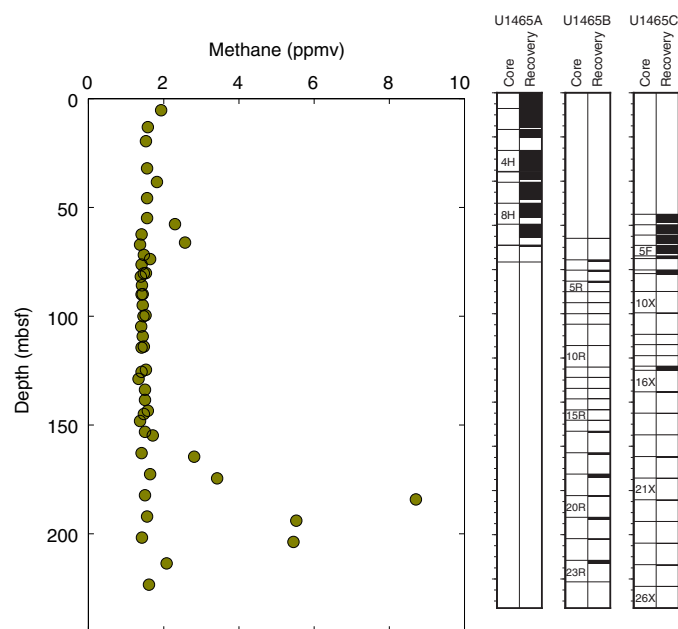 U1465A U1465B U1465C
Methane (ppmv)
Core Recovery Core Recovery Core Recovery
0 2 4 6 8 10
0
50
100
150
200
Depth (mbsf)
4H
8H
5R
10R
15R
20R
23R
5F
10X
16X
21X
26X